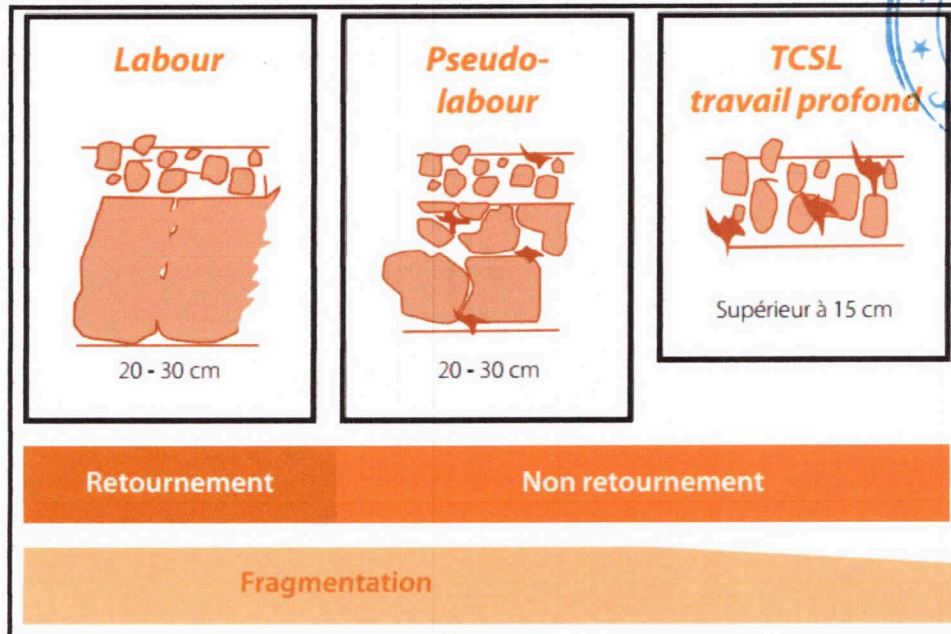 Labour
20 - 30 cm
Pseudo-
labour
20 - 30 cm
TCSL
travail profond
Supérieur à 15 cm
Retournement
Non retournement
Fragmentation